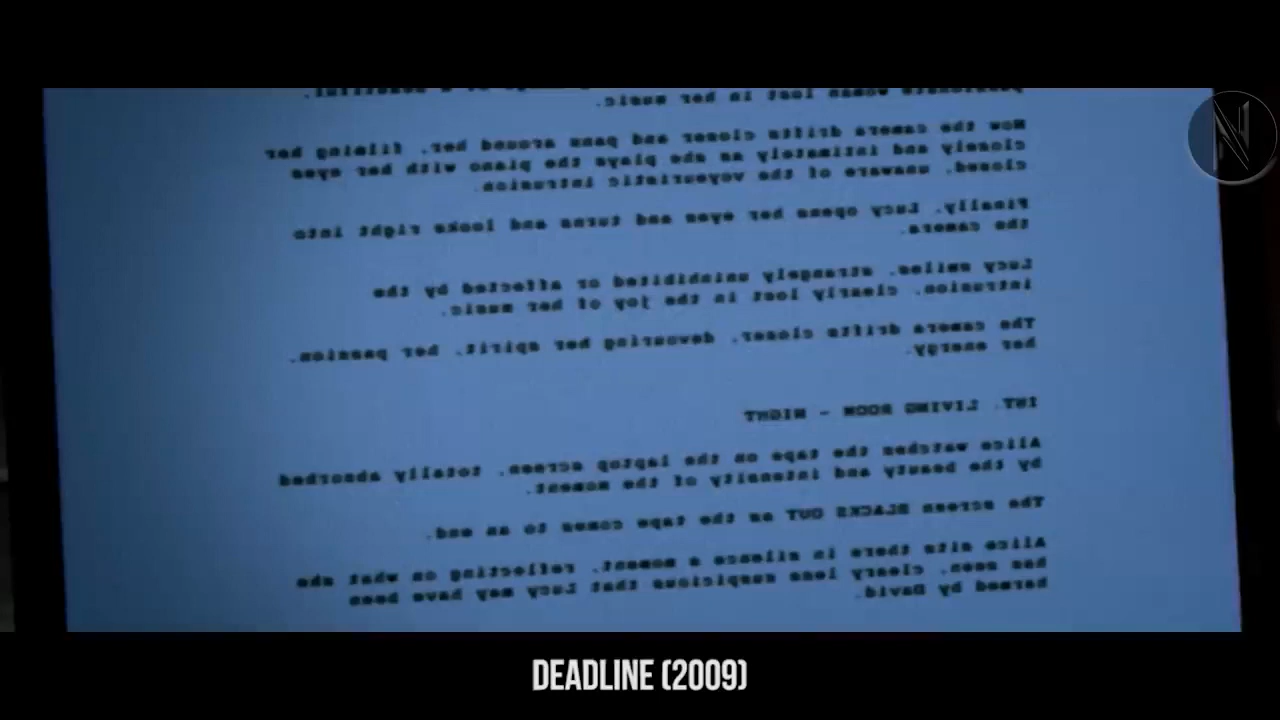 passionate woman lost in her music.
Now the camera drifts closer and pans around her, filming her
closely and intimately as she plays the piano with her eyes
closed, unaware of the voyeuristic intrusion.
Finally, Lucy opens her eyes and turns and looks right into
the camera.
Lucy smiles, strangely uninhibited or affected by the
intrusion, clearly lost in the joy of her music.
The camera drifts closer, devouring her spirit, her passion,
her energy.
INT. LIVING ROOM - NIGHT
Alice watches the tape on the laptop screen, totally absorbed
by the beauty and intensity of the moment.
The screen BLACKS OUT as the tape comes to an end.
Alice sits there in silence a moment, reflecting on what she
has seen, cleary less suspicious that Lucy may have been
harmed by David.
DEADLINE (2009)